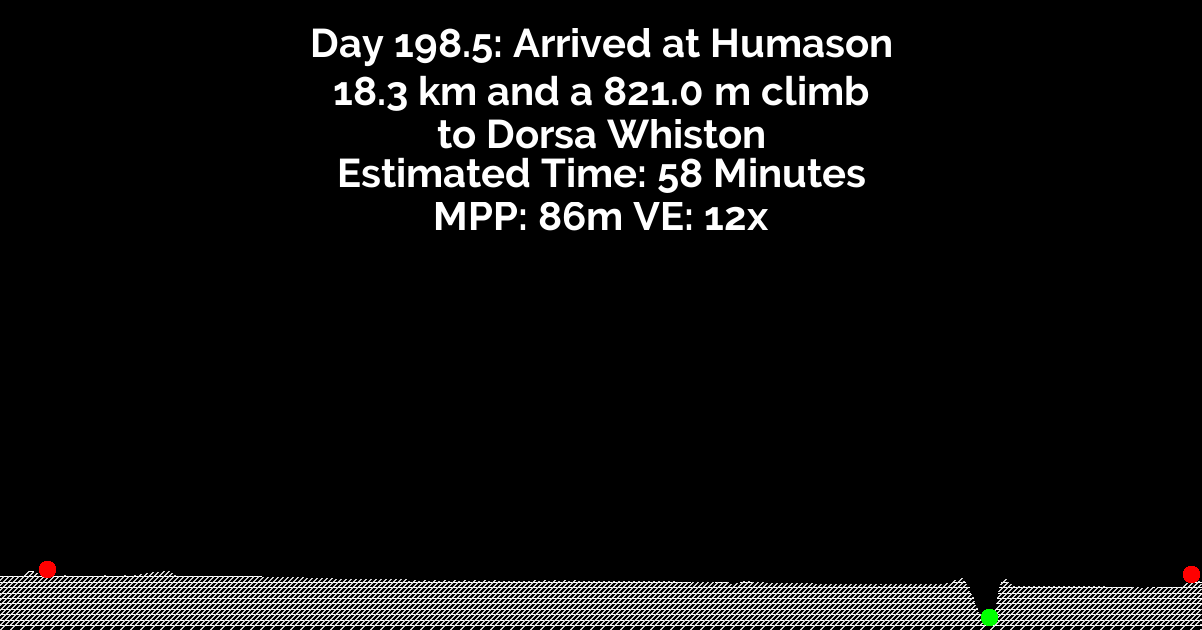 Day 198.5: Arrived at Humason
18.3 km and a 821.0 m climb
to Dorsa Whiston
Estimated Time: 58 Minutes
MPP: 86m VE: 12x